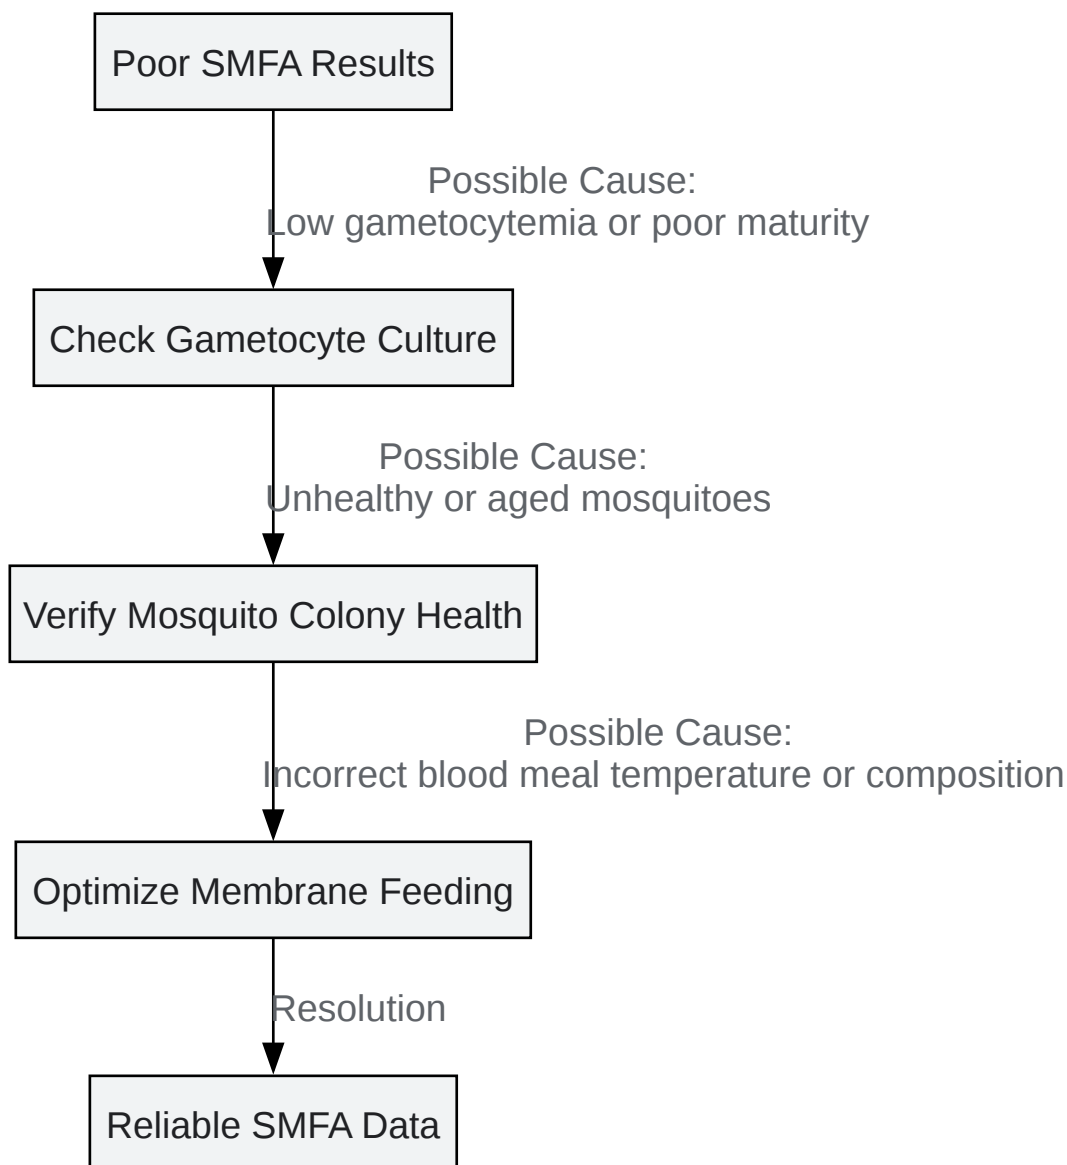 Poor SMFA Results
Possible Cause:
Low gametocytemia or poor maturity
Check Gametocyte Culture
Possible Cause:
Unhealthy or aged mosquitoes
Verify Mosquito Colony Health
Possible Cause:
Incorrect blood meal temperature or composition
Optimize Membrane Feeding
Resolution
Reliable SMFA Data